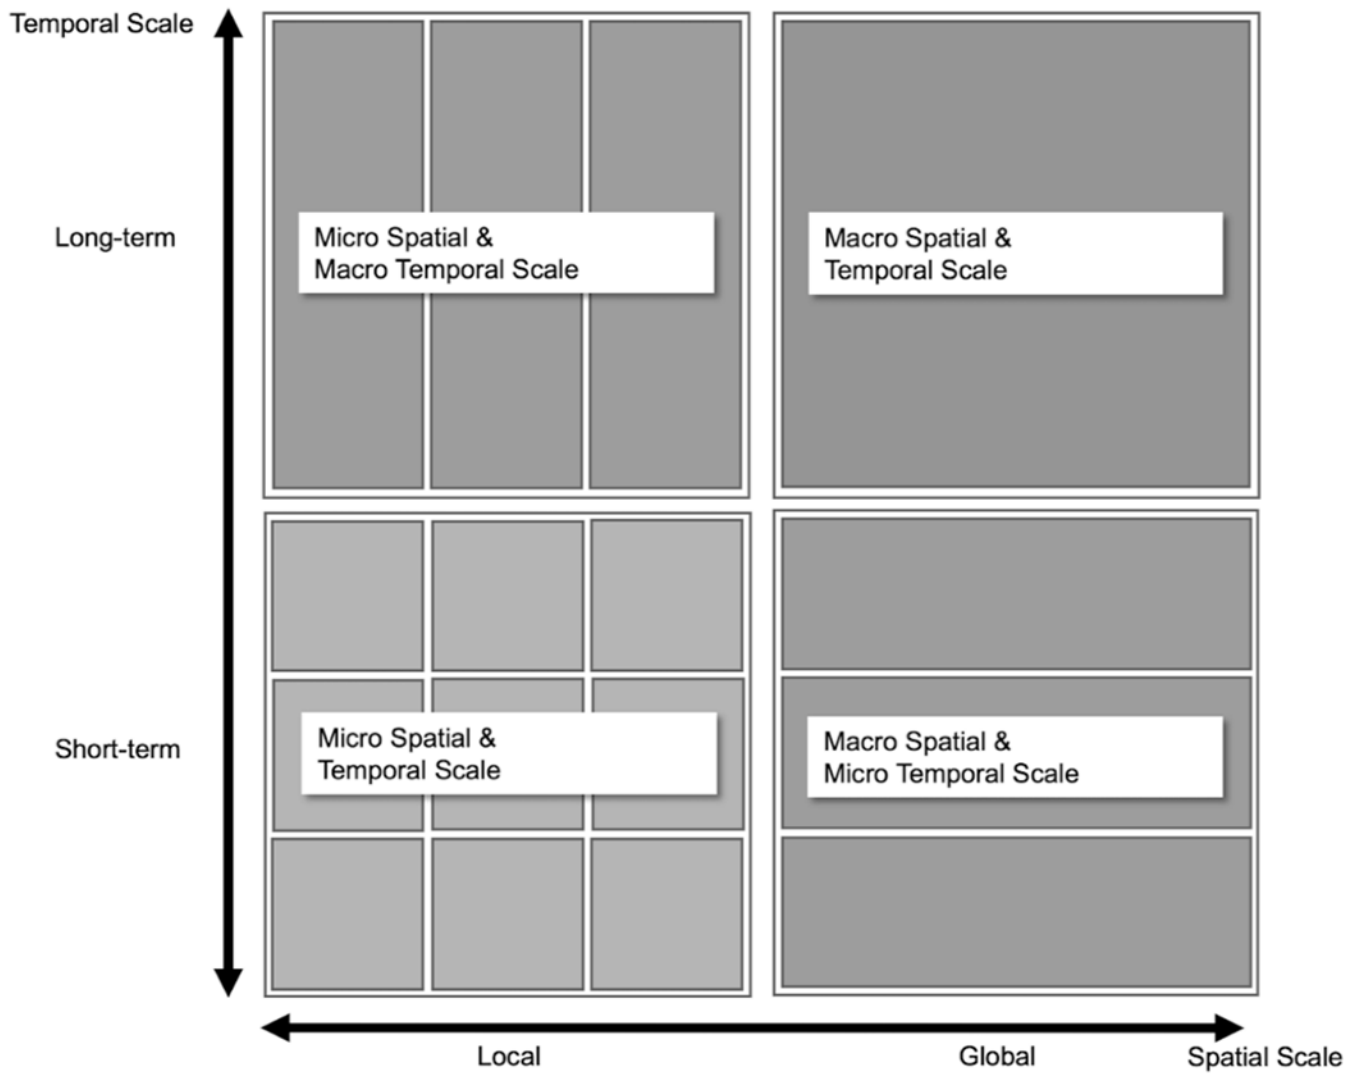 Temporal Scale
Long-term
Micro Spatial &
Macro Temporal Scale
Macro Spatial &
Temporal Scale
Short-term
Micro Spatial &
Temporal Scale
Macro Spatial &
Micro Temporal Scale
Local
Global
Spatial Scale